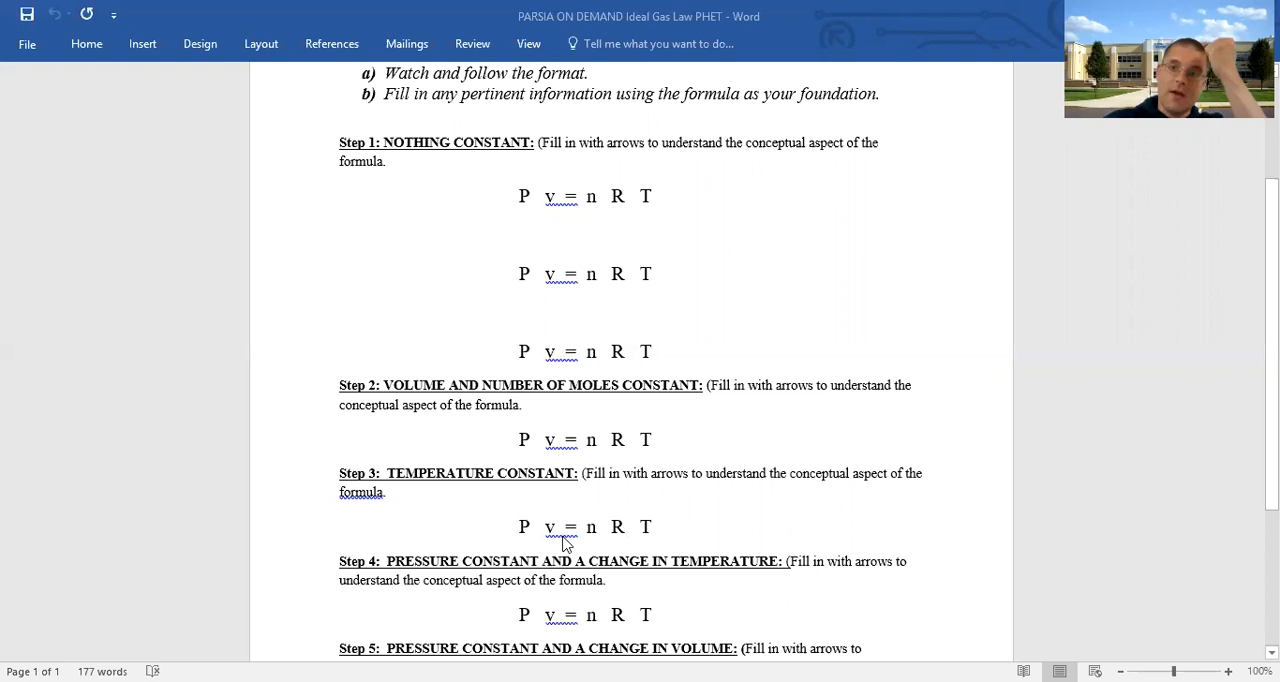 PARSIA ON DEMAND Ideal Gas Law PHET - Word
File Home Insert Design Layout References Mailings Review View Tell me what you want to do...
a) Watch and follow the format.
b) Fill in any pertinent information using the formula as your foundation.
Step 1: NOTHING CONSTANT: (Fill in with arrows to understand the conceptual aspect of the
formula.
P v = n R T
P v = n R T
P v = n R T
Step 2: VOLUME AND NUMBER OF MOLES CONSTANT: (Fill in with arrows to understand the
conceptual aspect of the formula.
P v = n R T
Step 3: TEMPERATURE CONSTANT: (Fill in with arrows to understand the conceptual aspect of the
formula.
P v = n R T
Step 4: PRESSURE CONSTANT AND A CHANGE IN TEMPERATURE: (Fill in with arrows to
understand the conceptual aspect of the formula.
P v = n R T
Step 5: PRESSURE CONSTANT AND A CHANGE IN VOLUME: (Fill in with arrows to
Page 1 of 1 177 words 100%